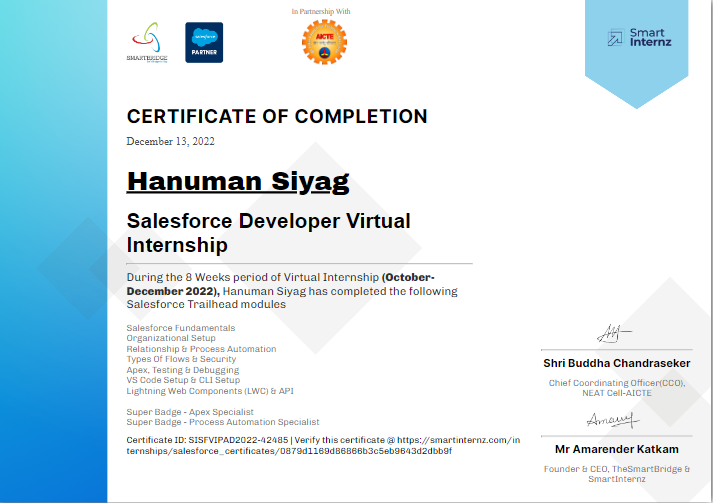 In Partnership With
SMARTBRIDGE
salesforce
PARTNER
AICTE
Smart
Internz
CERTIFICATE OF COMPLETION
December 13, 2022
Hanuman Siyag
Salesforce Developer Virtual
Internship
During the 8 Weeks period of Virtual Internship (October-
December 2022), Hanuman Siyag has completed the following
Salesforce Trailhead modules
Salesforce Fundamentals
Organizational Setup
Relationship & Process Automation
Types Of Flows & Security
Apex, Testing & Debugging
VS Code Setup & CLI Setup
Lightning Web Components (LWC) & API
Super Badge - Apex Specialist
Super Badge - Process Automation Specialist
Certificate ID: SISFVIPAD2022-42485 | Verify this certificate @ https://smartinternz.com/in
ternships/salesforce_certificates/0879d1169d86866b3c5eb9643d2dbb9f
Shri Buddha Chandraseker
Chief Coordinating Officer(CCO),
NEAT Cell-AICTE
Mr Amarender Katkam
Founder & CEO, TheSmartBridge &
SmartInternz